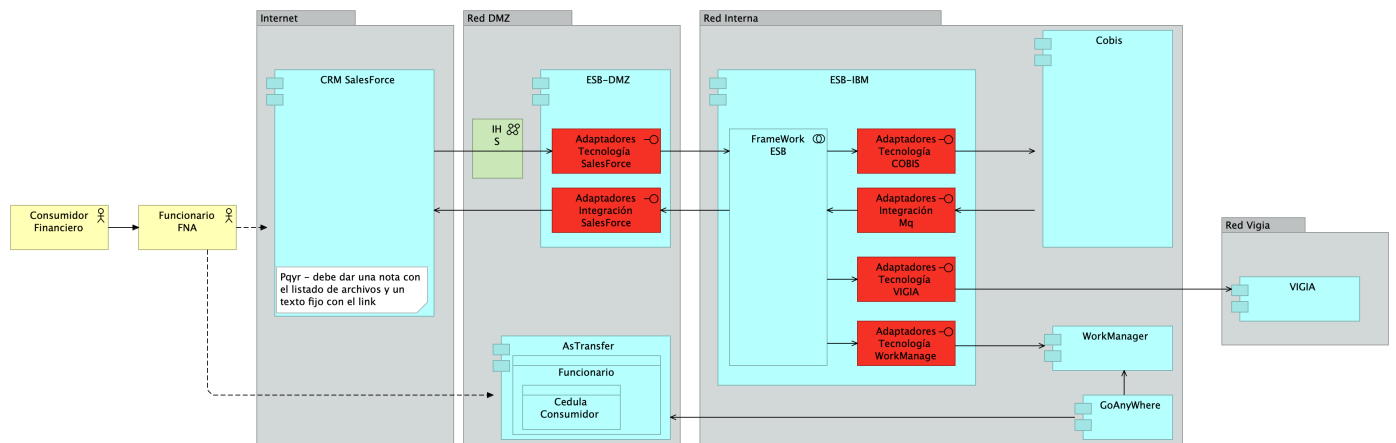 Internet
Red DMZ
Red Interna
Cobis
CRM SalesForce
ESB-DMZ
ESB-IBM
IH
S
Adaptadores
Tecnología
SalesForce
FrameWork
ESB
Adaptadores
Tecnología
COBIS
Adaptadores
Integración
SalesForce
Adaptadores
Integración
Mq
Consumidor
Financiero
Funcionario
FNA
Red Vigia
Pqyr – debe dar una nota con
el listado de archivos y un
texto fijo con el link
Adaptadores
Tecnología
VIGIA
VIGIA
Adaptadores
Tecnología
WorkManage
AsTransfer
WorkManager
Funcionario
Cedula
Consumidor
GoAnyWhere